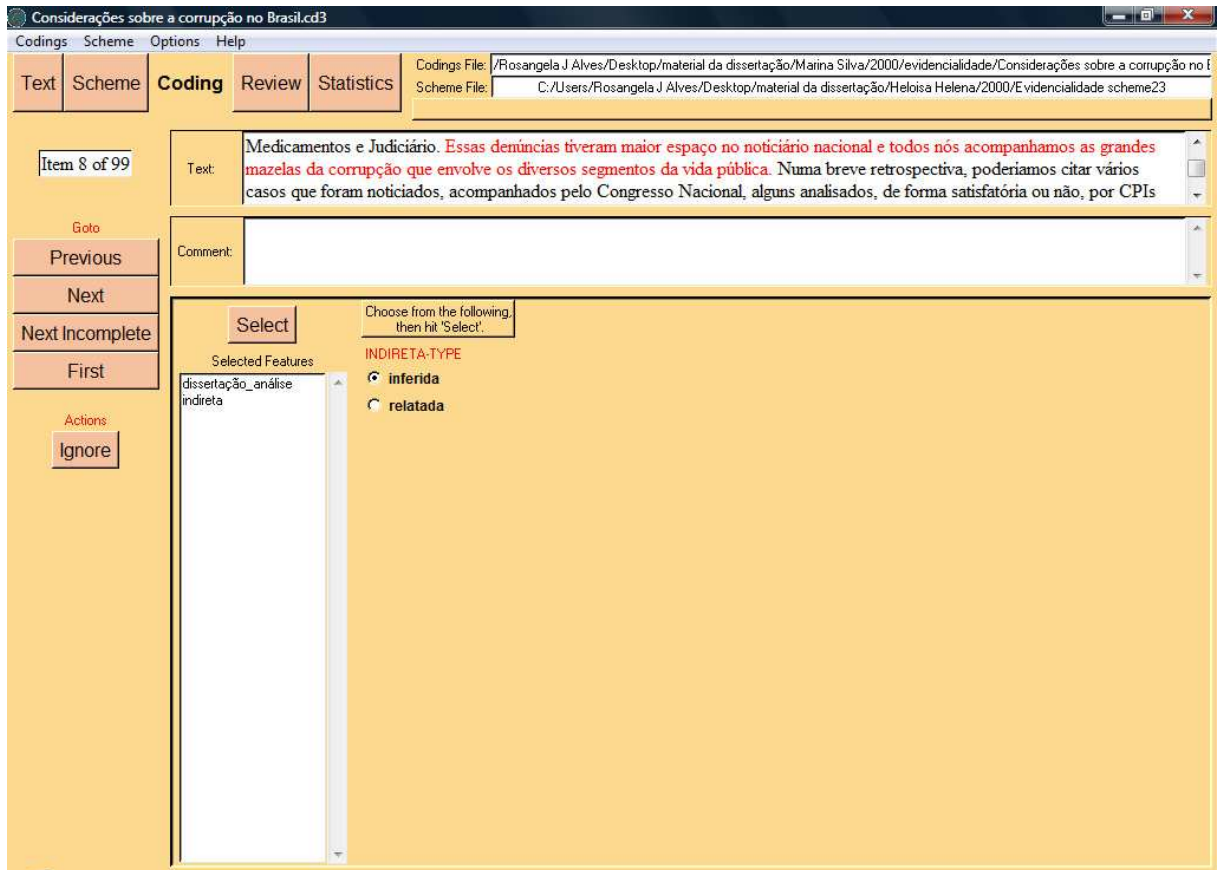 Considerações sobre a corrupção no Brasil.cd3
Codings Scheme Options Help
Text Scheme Coding Review Statistics
Codings File: /Rosangela J Alves/Desktop/material da dissertação/Marina Silva/2000/evidencialidade/Considerações sobre a corrupção no E
Scheme File: C:/Users/Rosangela J Alves/Desktop/material da dissertação/Heloisa Helena/2000/Evidencialidade scheme23
Item 8 of 99
Text:
Medicamentos e Judiciário. Essas denúncias tiveram maior espaço no noticiário nacional e todos nós acompanhamos as grandes
mazelas da corrupção que envolve os diversos segmentos da vida pública. Numa breve retrospectiva, poderiamos citar vários
casos que foram noticiados, acompanhados pelo Congresso Nacional, alguns analisados, de forma satisfatória ou não, por CPIs
Goto
Previous
Next
Next Incomplete
First
Actions
Ignore
Comment:
Select
Selected Features
dissertação_análise
indireta
Choose from the following,
then hit 'Select'.
INDIRETA-TYPE
inferida
relatada